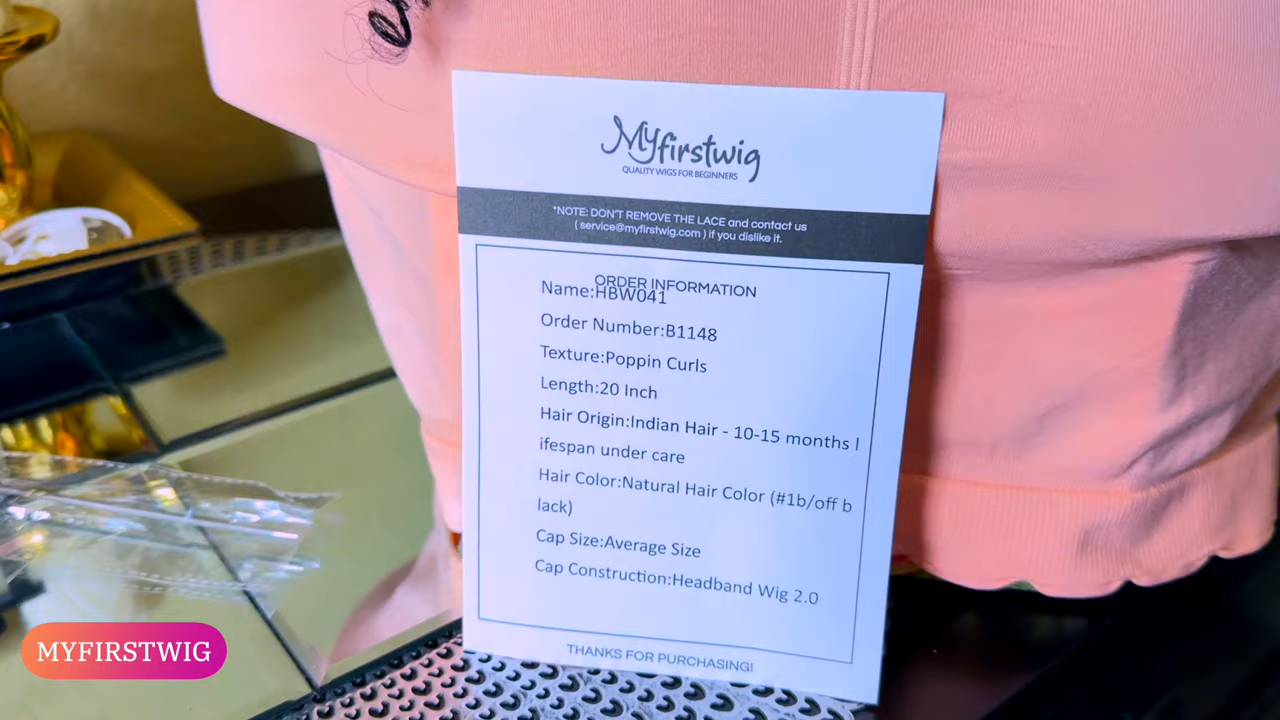 Myfirstwig
QUALITY WIGS FOR BEGINNERS
*NOTE: DON'T REMOVE THE LACE and contact us
( service@myfirstwig.com ) if you dislike it.
ORDER INFORMATION
Name:HBW041
Order Number:B1148
Texture:Poppin Curls
Length:20 Inch
Hair Origin:Indian Hair - 10-15 months l
ifespan under care
Hair Color:Natural Hair Color (#1b/off b
lack)
Cap Size:Average Size
Cap Construction:Headband Wig 2.0
THANKS FOR PURCHASING!
MYFIRSTWIG